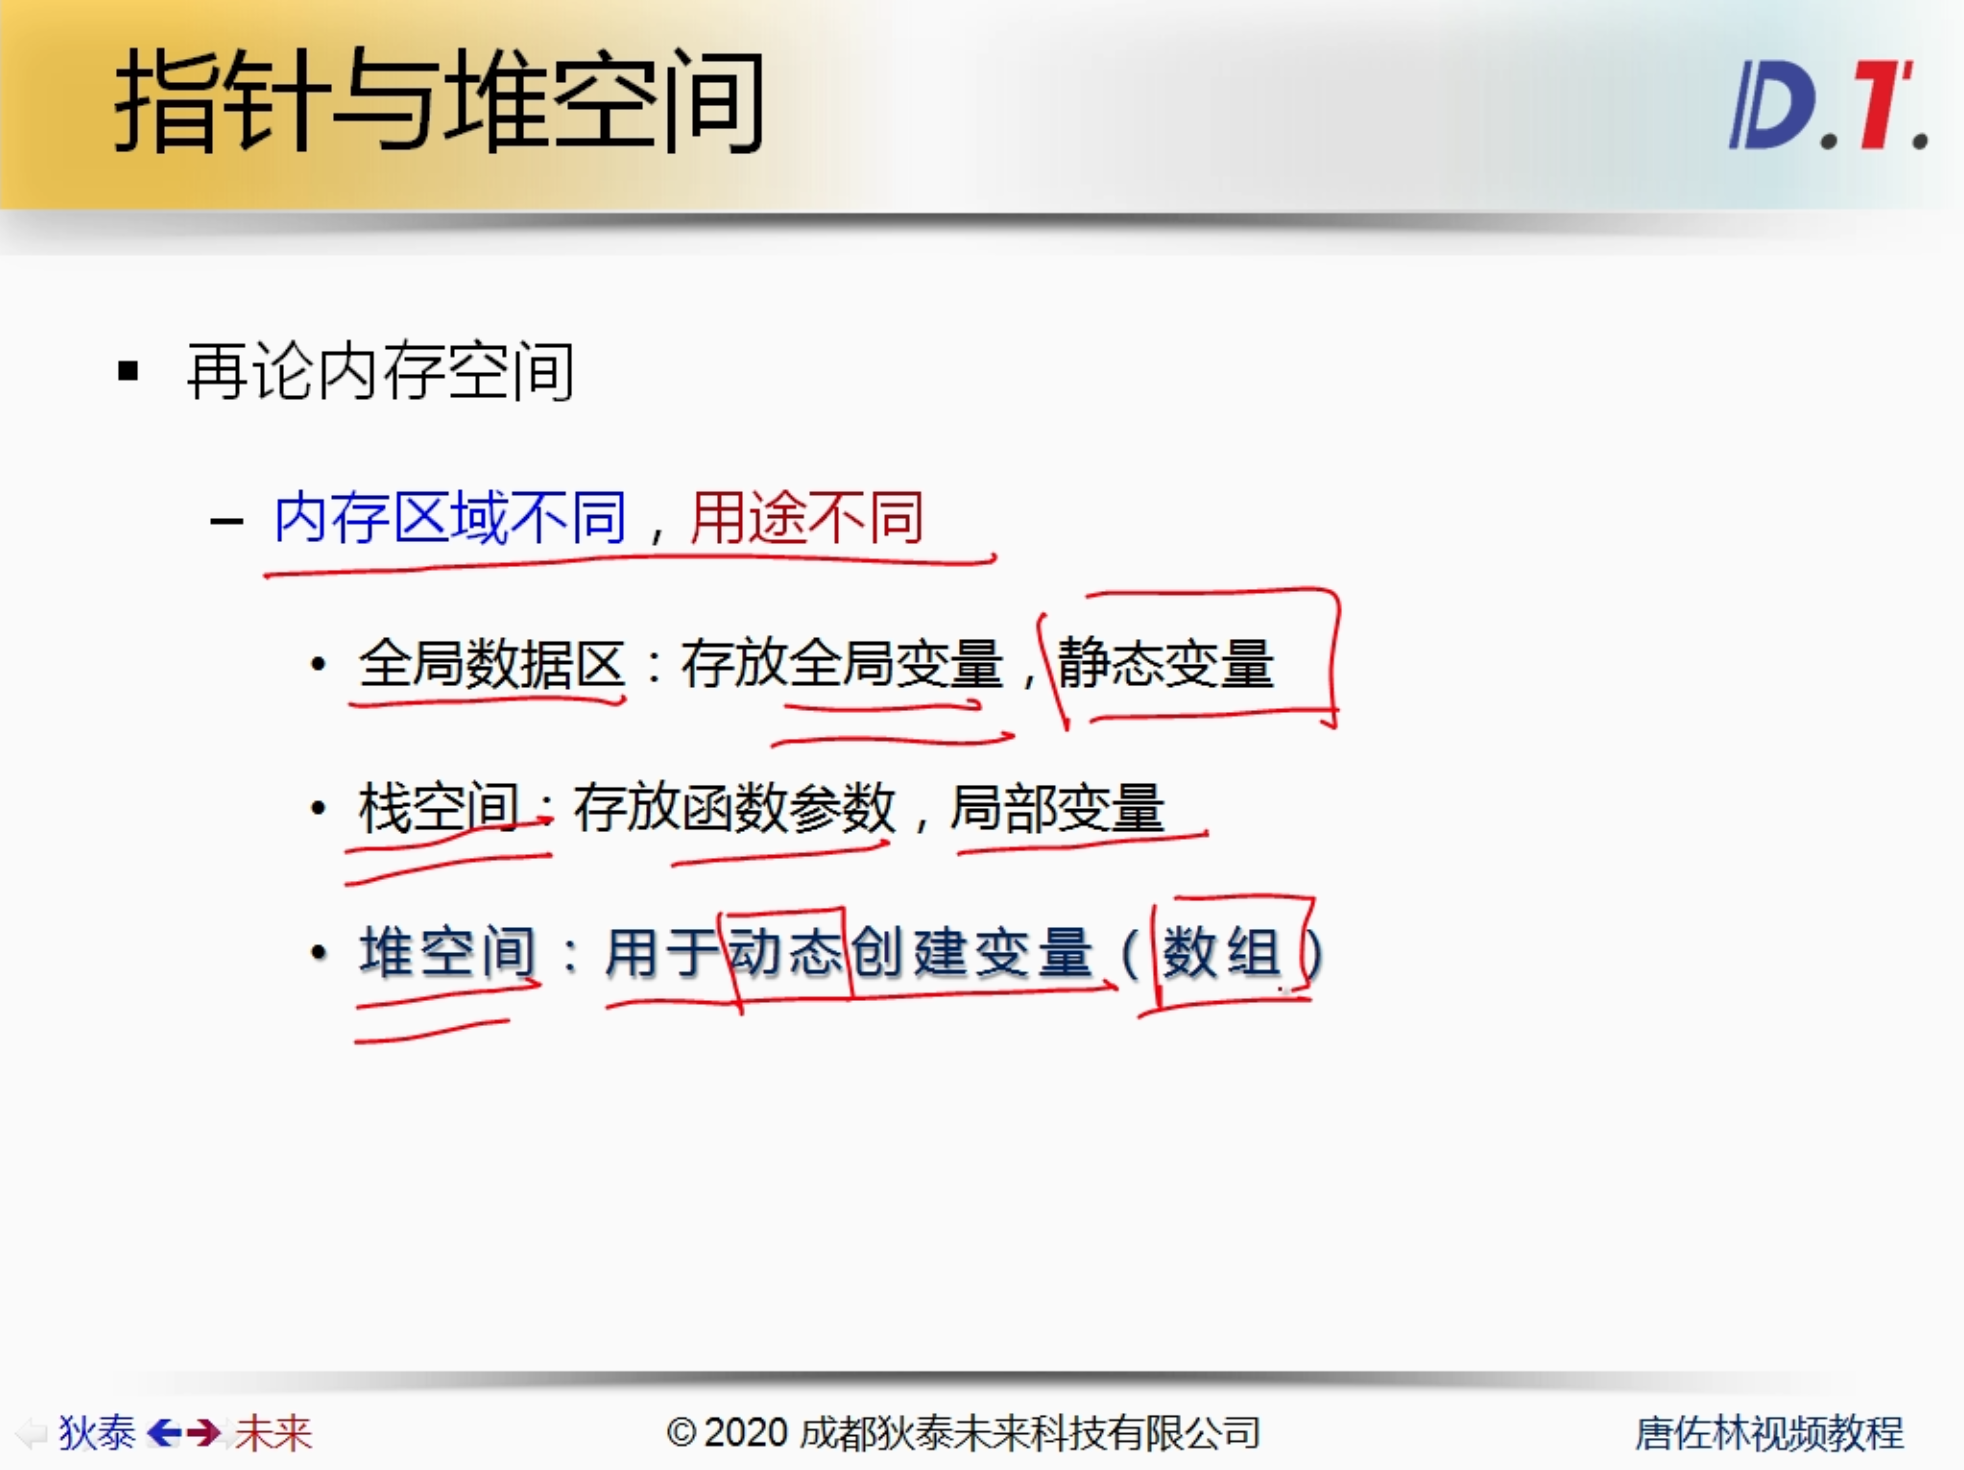 指针与堆空间
D.T.
再论内存空间
内存区域不同，用途不同
全局数据区：存放全局变量，静态变量
栈空间：存放函数参数，局部变量
堆空间：用于动态创建变量（数组）
狄泰 未来
© 2020 成都狄泰未来科技有限公司
唐佐林视频教程